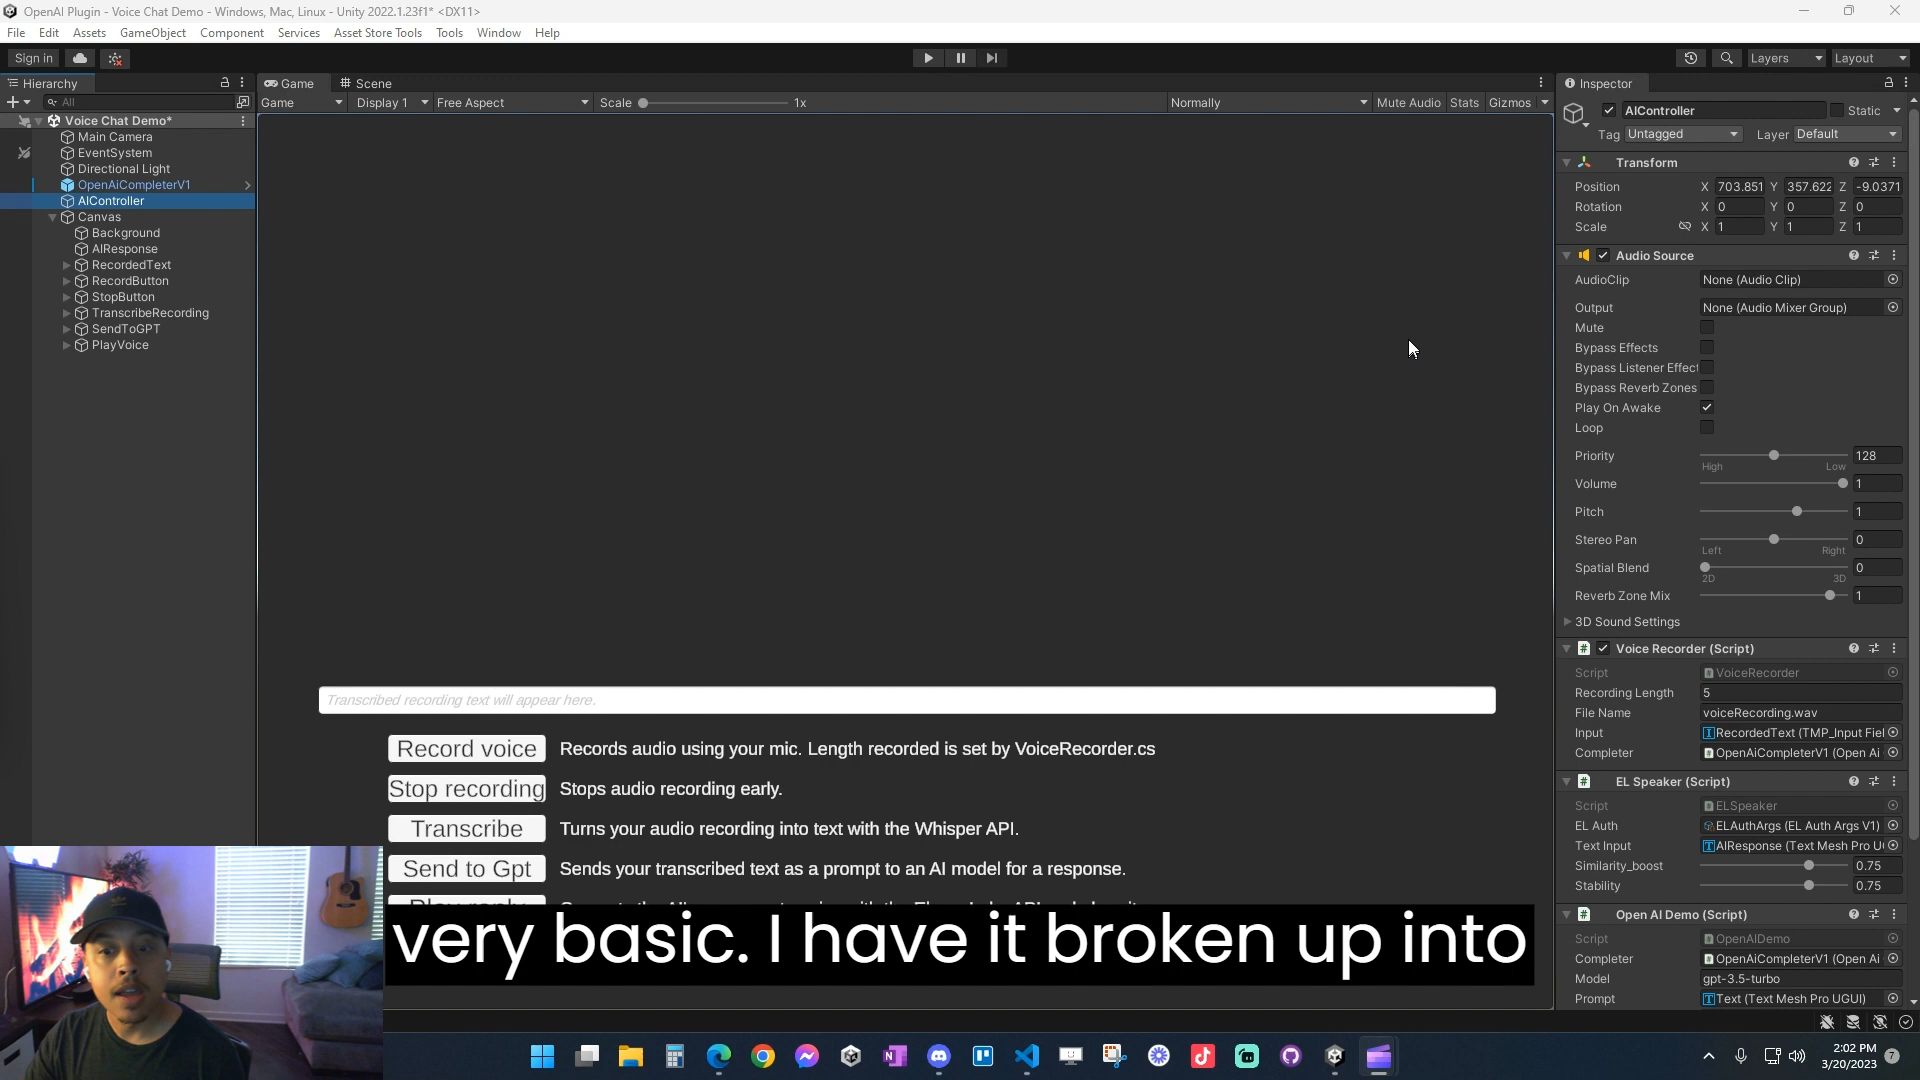 OpenAI Plugin - Voice Chat Demo - Windows, Mac, Linux - Unity 2022.1.23f1* <DX11>
File Edit Assets GameObject Component Services Asset Store Tools Tools Window Help
Sign in Layers Layout
Hierarchy
All
Voice Chat Demo*
Main Camera
EventSystem
Directional Light
OpenAiCompleterV1
AIController
Canvas
Background
AIResponse
RecordedText
RecordButton
StopButton
TranscribeRecording
SendToGPT
PlayVoice
Game Scene
Game Display 1 Free Aspect Scale 1x Normally Mute Audio Stats Gizmos
Transcribed recording text will appear here.
Record voice Records audio using your mic. Length recorded is set by VoiceRecorder.cs
Stop recording Stops audio recording early.
Transcribe Turns your audio recording into text with the Whisper API.
Send to Gpt Sends your transcribed text as a prompt to an AI model for a response.
very basic. I have it broken up into
Inspector
AIController Static
Tag Untagged Layer Default
Transform
Position X 703.851 Y 357.622 Z -9.0371
Rotation X 0 Y 0 Z 0
Scale X 1 Y 1 Z 1
Audio Source
AudioClip None (Audio Clip)
Output None (Audio Mixer Group)
Mute
Bypass Effects
Bypass Listener Effect
Bypass Reverb Zones
Play On Awake
Loop
Priority 128
High Low
Volume 1
Pitch 1
Stereo Pan 0
Left Right
Spatial Blend 0
2D 3D
Reverb Zone Mix 1
3D Sound Settings
Voice Recorder (Script)
Script VoiceRecorder
Recording Length 5
File Name voiceRecording.wav
Input RecordedText (TMP_Input Fiel
Completer OpenAiCompleterV1 (Open Ai
EL Speaker (Script)
Script ELSpeaker
EL Auth ELAuthArgs (EL Auth Args V1)
Text Input AIResponse (Text Mesh Pro U
Similarity_boost 0.75
Stability 0.75
Open AI Demo (Script)
Script OpenAIDemo
Completer OpenAiCompleterV1 (Open Ai
Model gpt-3.5-turbo
Prompt Text (Text Mesh Pro UGUI)
2:02 PM
3/20/2023
7